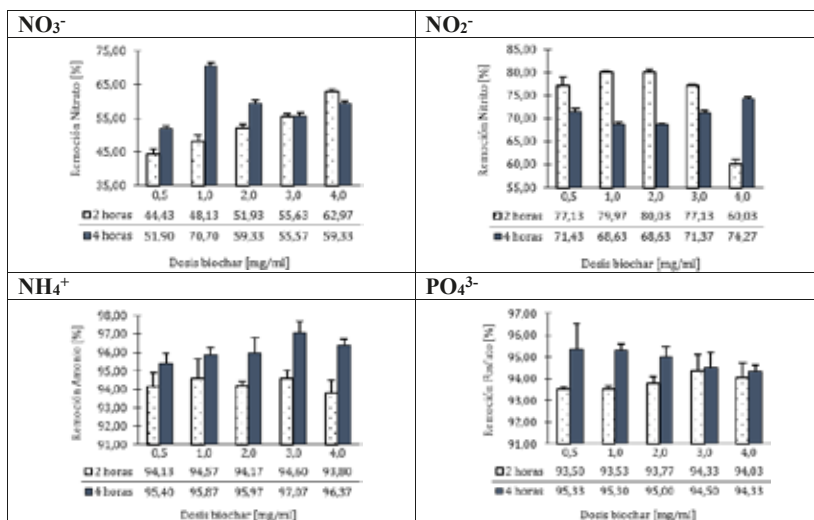 NO₃⁻
Remoción Nitrato [%]
75,00
65,00
55,00
45,00
35,00
0,5 1,0 2,0 3,0 4,0
2 horas 44,43 48,13 51,93 55,63 62,97
4 horas 51,90 70,70 59,33 55,57 59,33
Dosis biochar [mg/ml]
NO₂⁻
Remoción Nitrito [%]
85,00
80,00
75,00
70,00
65,00
60,00
55,00
0,5 1,0 2,0 3,0 4,0
2 horas 77,13 79,97 80,03 77,13 60,03
4 horas 71,43 68,63 68,63 71,37 74,27
Dosis biochar [mg/ml]
NH₄⁺
Remoción Amonio [%]
98,00
97,00
96,00
95,00
94,00
93,00
92,00
91,00
0,5 1,0 2,0 3,0 4,0
2 horas 94,13 94,57 94,17 94,60 93,80
4 horas 95,40 95,87 95,97 97,07 96,37
Dosis biochar [mg/ml]
PO₄³⁻
Remoción Fosfato [%]
97,00
96,00
95,00
94,00
93,00
92,00
91,00
0,5 1,0 2,0 3,0 4,0
2 horas 93,50 93,53 93,77 94,33 94,03
4 horas 95,33 95,30 95,00 94,50 94,33
Dosis biochar [mg/ml]